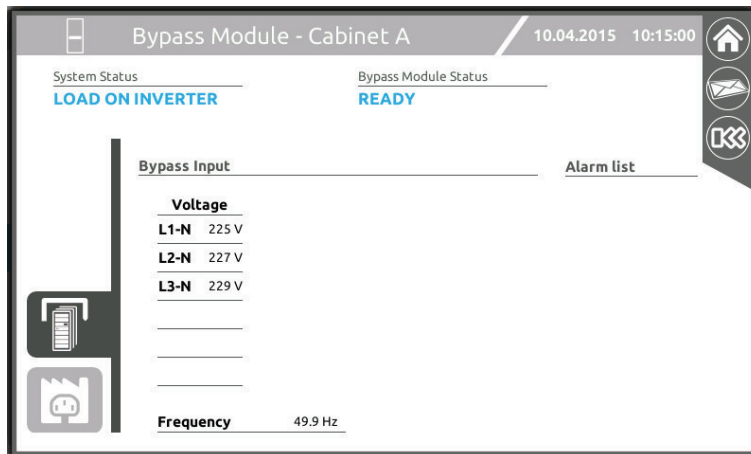 Bypass Module - Cabinet A 10.04.2015 10:15:00
System Status Bypass Module Status
LOAD ON INVERTER READY
Bypass Input Alarm list
Voltage
L1-N 225 V
L2-N 227 V
L3-N 229 V
Frequency 49.9 Hz